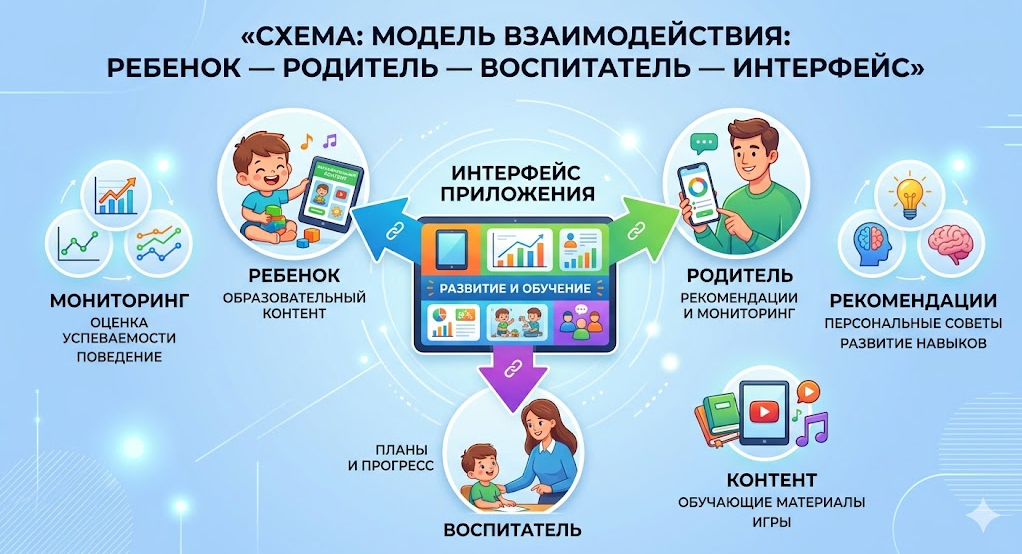 «СХЕМА: МОДЕЛЬ ВЗАИМОДЕЙСТВИЯ:
РЕБЕНОК — РОДИТЕЛЬ — ВОСПИТАТЕЛЬ — ИНТЕРФЕЙС»
ИНТЕРФЕЙС
ПРИЛОЖЕНИЯ
РАЗВИТИЕ И ОБУЧЕНИЕ
МОНИТОРИНГ
ОЦЕНКА
УСПЕВАЕМОСТИ
ПОВЕДЕНИЕ
РЕБЕНОК
ОБРАЗОВАТЕЛЬНЫЙ
КОНТЕНТ
РОДИТЕЛЬ
РЕКОМЕНДАЦИИ
И МОНИТОРИНГ
РЕКОМЕНДАЦИИ
ПЕРСОНАЛЬНЫЕ СОВЕТЫ
РАЗВИТИЕ НАВЫКОВ
ПЛАНЫ
И ПРОГРЕСС
ВОСПИТАТЕЛЬ
КОНТЕНТ
ОБУЧАЮЩИЕ МАТЕРИАЛЫ
ИГРЫ